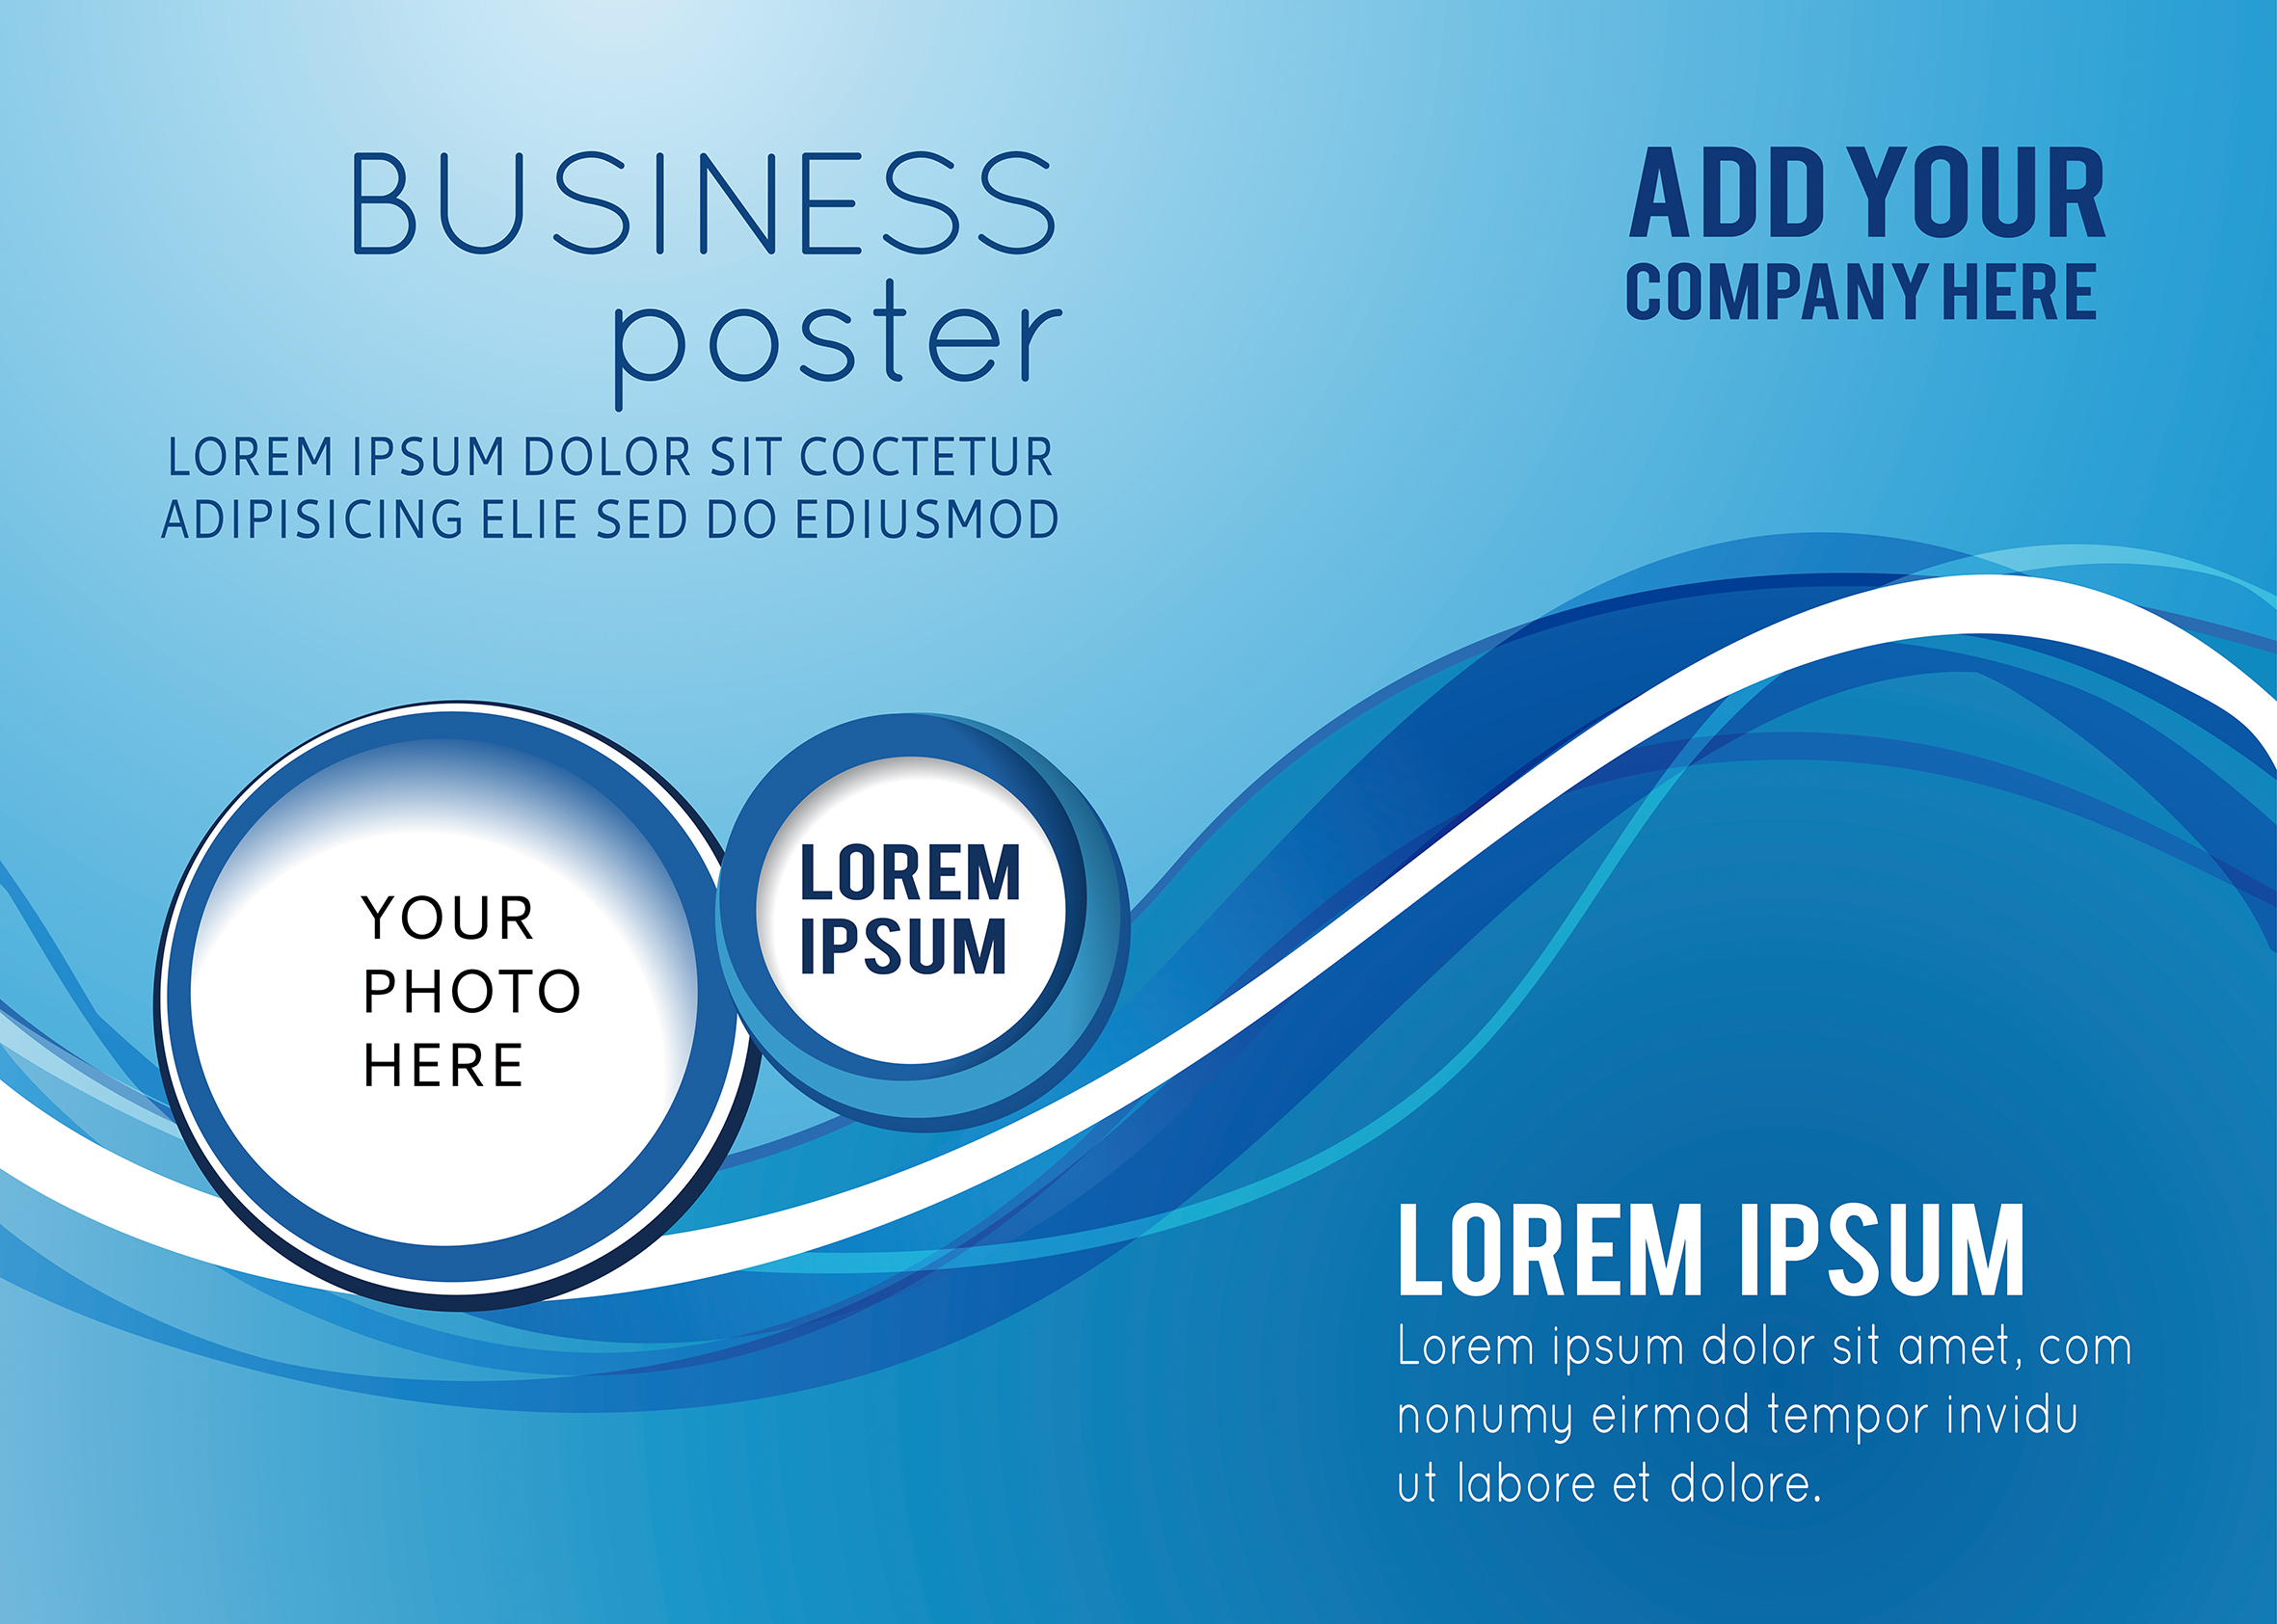 BUSINESS
poster
LOREM IPSUM DOLOR SIT COCTETUR
ADIPISICING ELIE SED DO EDIUSMOD
ADD YOUR
COMPANY HERE
YOUR
PHOTO
HERE
LOREM
IPSUM
LOREM IPSUM
Lorem ipsum dolor sit amet, com
nonumy eirmod tempor invidu
ut labore et dolore.